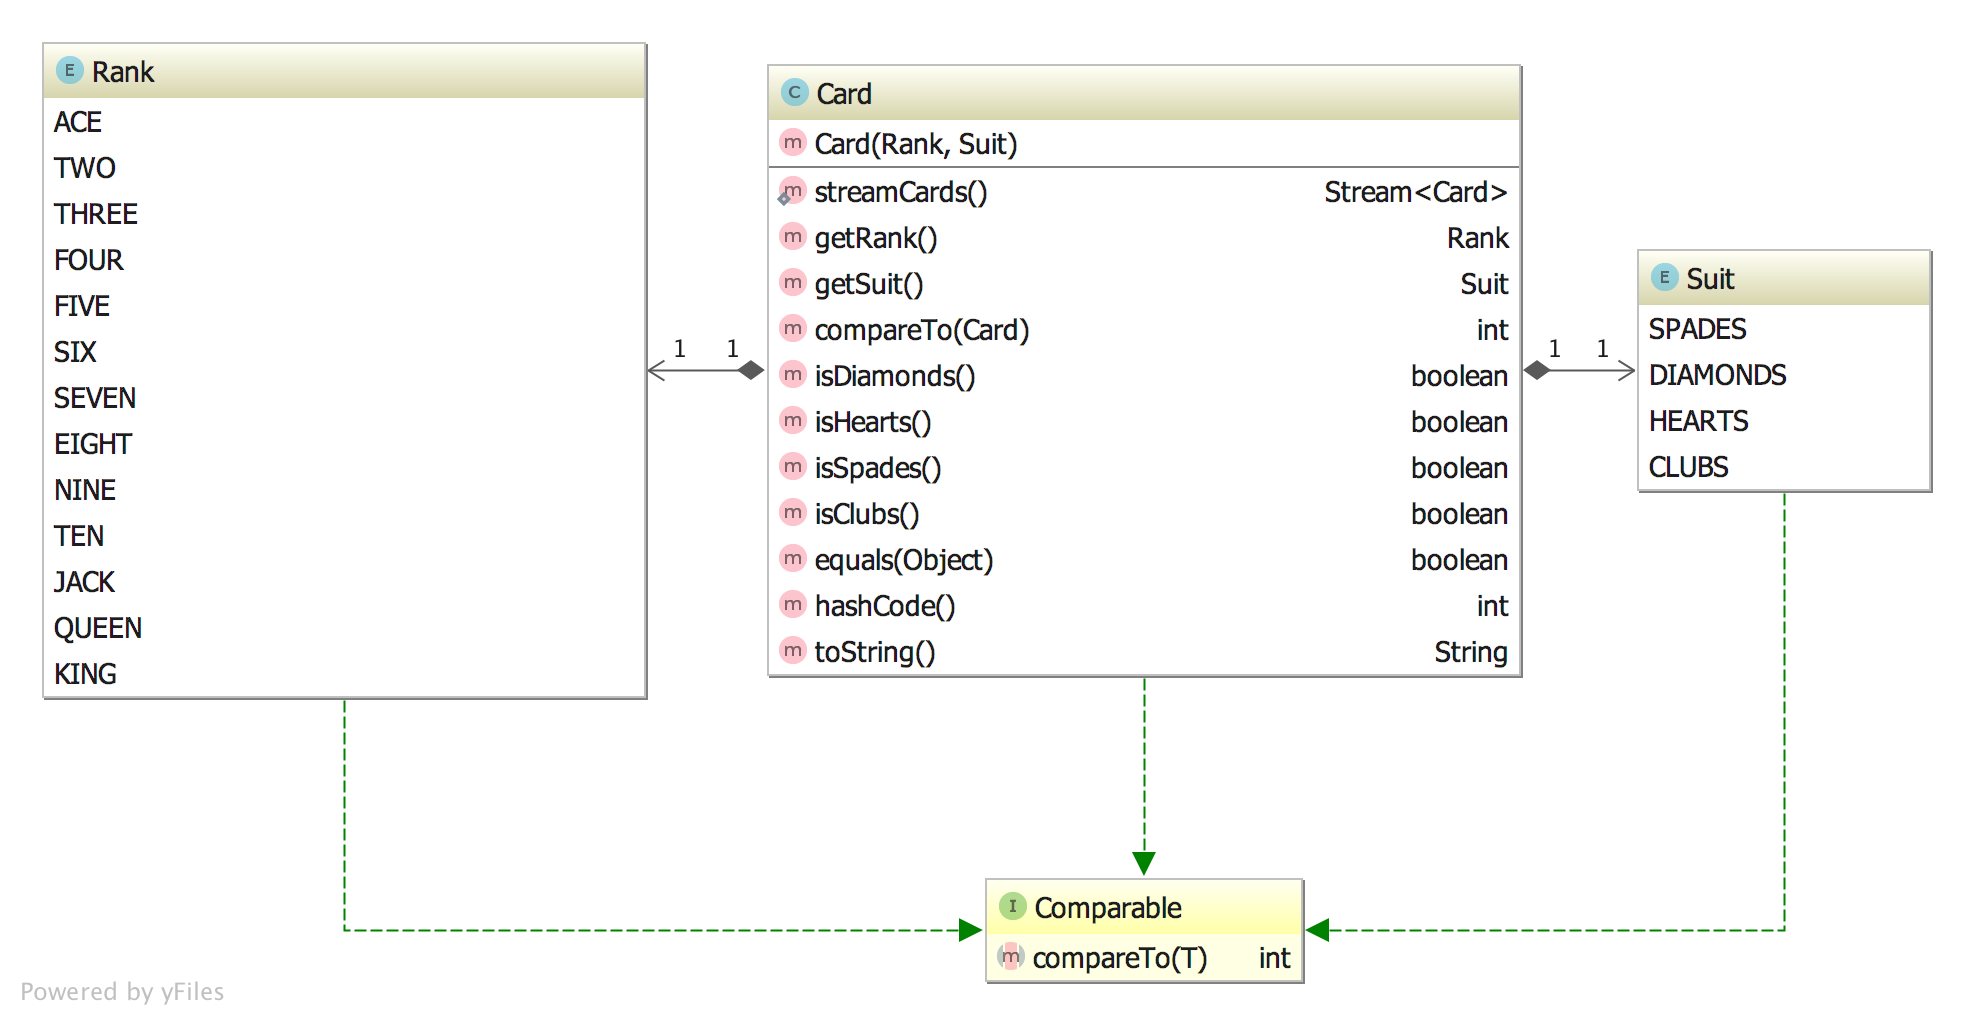 E Rank
ACE
TWO
THREE
FOUR
FIVE
SIX
SEVEN
EIGHT
NINE
TEN
JACK
QUEEN
KING
1 1
C Card
m Card(Rank, Suit)
m streamCards() Stream<Card>
m getRank() Rank
m getSuit() Suit
m compareTo(Card) int
m isDiamonds() boolean
m isHearts() boolean
m isSpades() boolean
m isClubs() boolean
m equals(Object) boolean
m hashCode() int
m toString() String
1 1
E Suit
SPADES
DIAMONDS
HEARTS
CLUBS
I Comparable
m compareTo(T) int
Powered by yFiles